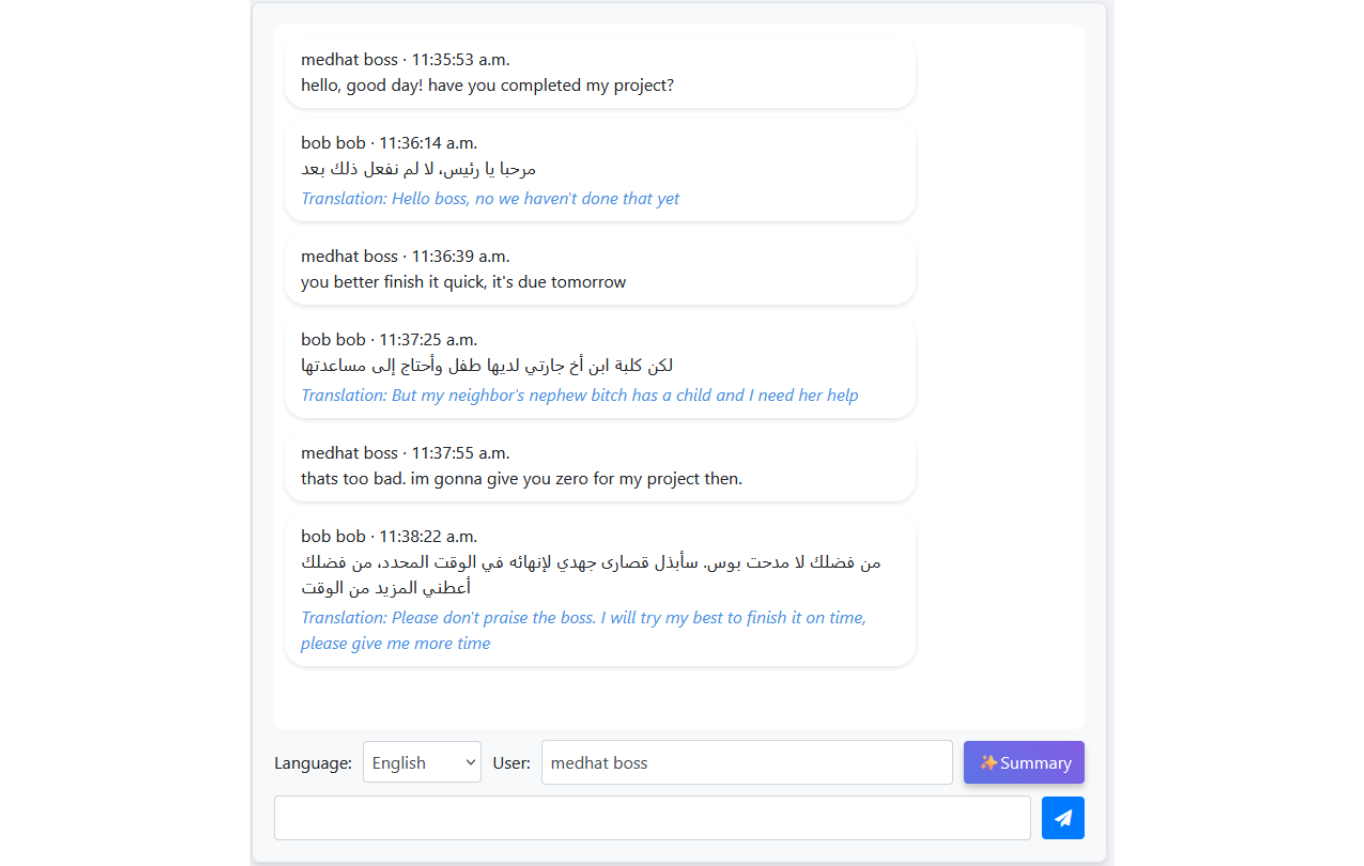 medhat boss · 11:35:53 a.m.
hello, good day! have you completed my project?
bob bob · 11:36:14 a.m.
مرحبا يا رئيس، لا لم نفعل ذلك بعد
Translation: Hello boss, no we haven't done that yet
medhat boss · 11:36:39 a.m.
you better finish it quick, it's due tomorrow
bob bob · 11:37:25 a.m.
لكن كلبة ابن أخ جارتي لديها طفل وأحتاج إلى مساعدتها
Translation: But my neighbor's nephew bitch has a child and I need her help
medhat boss · 11:37:55 a.m.
thats too bad. im gonna give you zero for my project then.
bob bob · 11:38:22 a.m.
من فضلك لا مدحت بوس. سأبذل قصارى جهدي لإنهائه في الوقت المحدد، من فضلك
أعطني المزيد من الوقت
Translation: Please don't praise the boss. I will try my best to finish it on time,
please give me more time
Language: English User: medhat boss ✨Summary